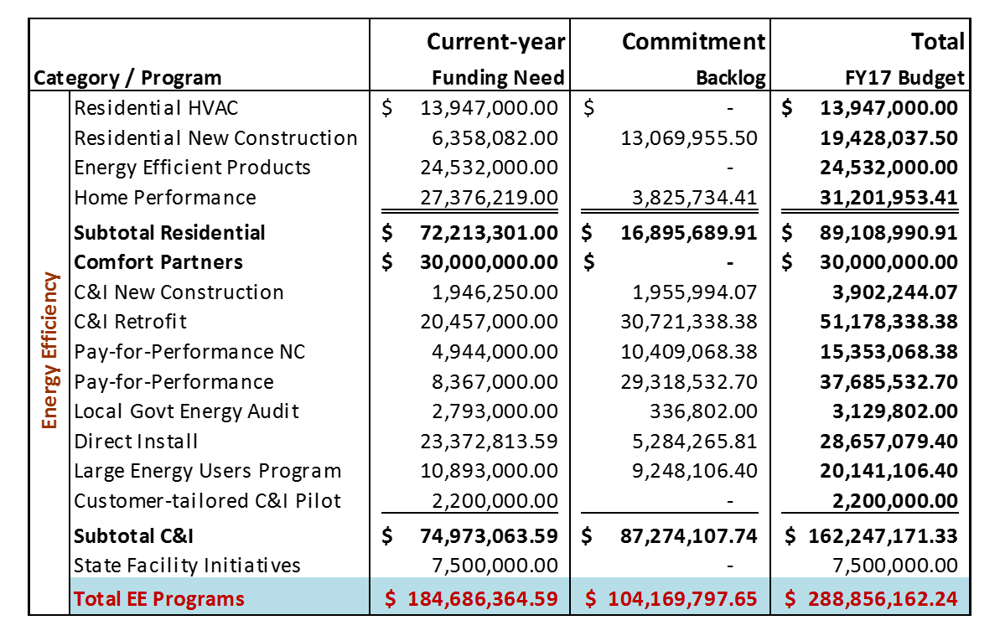 Current-year Commitment Total
Category / Program Funding Need Backlog FY17 Budget
Energy Efficiency
Residential HVAC $ 13,947,000.00 $ - $ 13,947,000.00
Residential New Construction 6,358,082.00 13,069,955.50 19,428,037.50
Energy Efficient Products 24,532,000.00 - 24,532,000.00
Home Performance 27,376,219.00 3,825,734.41 31,201,953.41
Subtotal Residential $ 72,213,301.00 $ 16,895,689.91 $ 89,108,990.91
Comfort Partners $ 30,000,000.00 $ - $ 30,000,000.00
C&I New Construction 1,946,250.00 1,955,994.07 3,902,244.07
C&I Retrofit 20,457,000.00 30,721,338.38 51,178,338.38
Pay-for-Performance NC 4,944,000.00 10,409,068.38 15,353,068.38
Pay-for-Performance 8,367,000.00 29,318,532.70 37,685,532.70
Local Govt Energy Audit 2,793,000.00 336,802.00 3,129,802.00
Direct Install 23,372,813.59 5,284,265.81 28,657,079.40
Large Energy Users Program 10,893,000.00 9,248,106.40 20,141,106.40
Customer-tailored C&I Pilot 2,200,000.00 - 2,200,000.00
Subtotal C&I $ 74,973,063.59 $ 87,274,107.74 $ 162,247,171.33
State Facility Initiatives 7,500,000.00 - 7,500,000.00
Total EE Programs $ 184,686,364.59 $ 104,169,797.65 $ 288,856,162.24